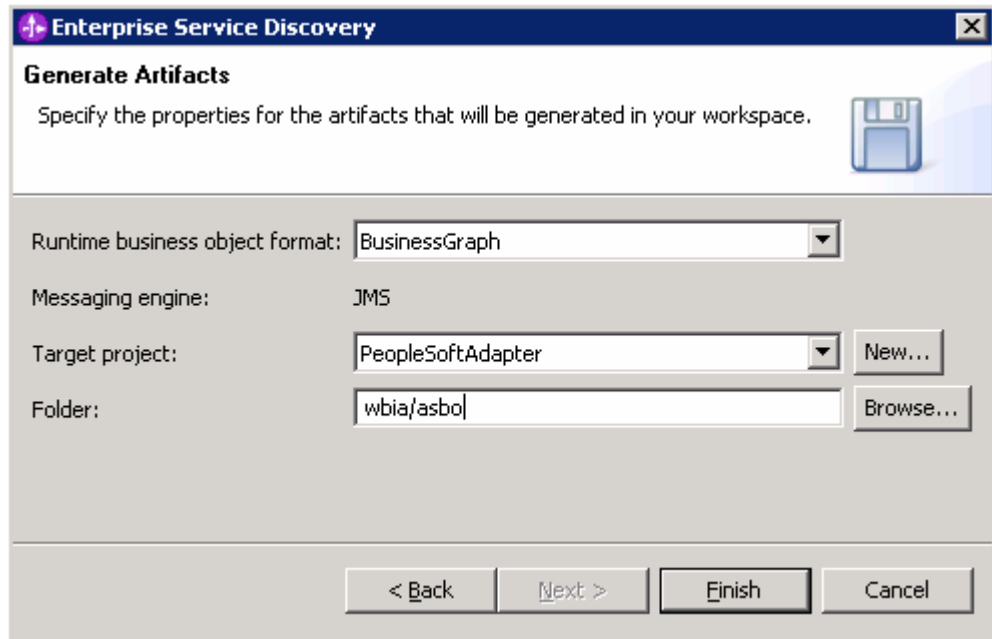 Enterprise Service Discovery
Generate Artifacts
Specify the properties for the artifacts that will be generated in your workspace.
Runtime business object format: BusinessGraph
Messaging engine: JMS
Target project: PeopleSoftAdapter New...
Folder: wbia/asbo Browse...
< Back Next > Finish Cancel